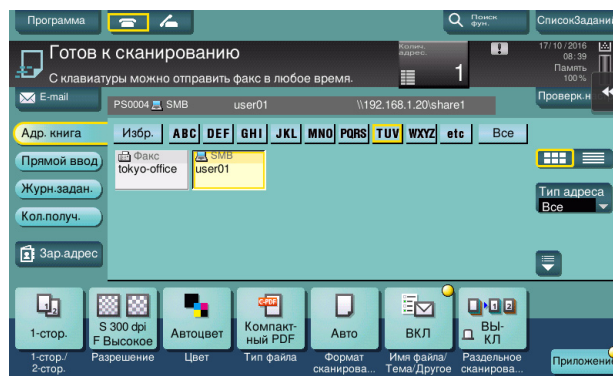 Программа
Поиск
фун.
СписокЗадани
Готов к сканированию
С клавиатуры можно отправить факс в любое время.
Колич.
адрес.
1
17/10/2016
08:39
Память
100%
E-mail
PS0004 SMB user01 \\192.168.1.20\share1
Проверк.н
Адр. книга
Избр. ABC DEF GHI JKL MNO PQRS TUV WXYZ etc Все
Факс
tokyo-office
SMB
user01
Прямой ввод
Журн.задан.
Кол.получ.
Тип адреса
Все
Зар.адрес
1-стор.
S 300 dpi
F Высокое
Автоцвет
C-PDF
Компакт-
ный PDF
Авто
ВКЛ
ВЫ-
КЛ
1-стор./
2-стор.
Разрешение
Цвет
Тип файла
Формат
сканирова...
Имя файла/
Тема/Другое
Раздельное
сканирова...
Приложение